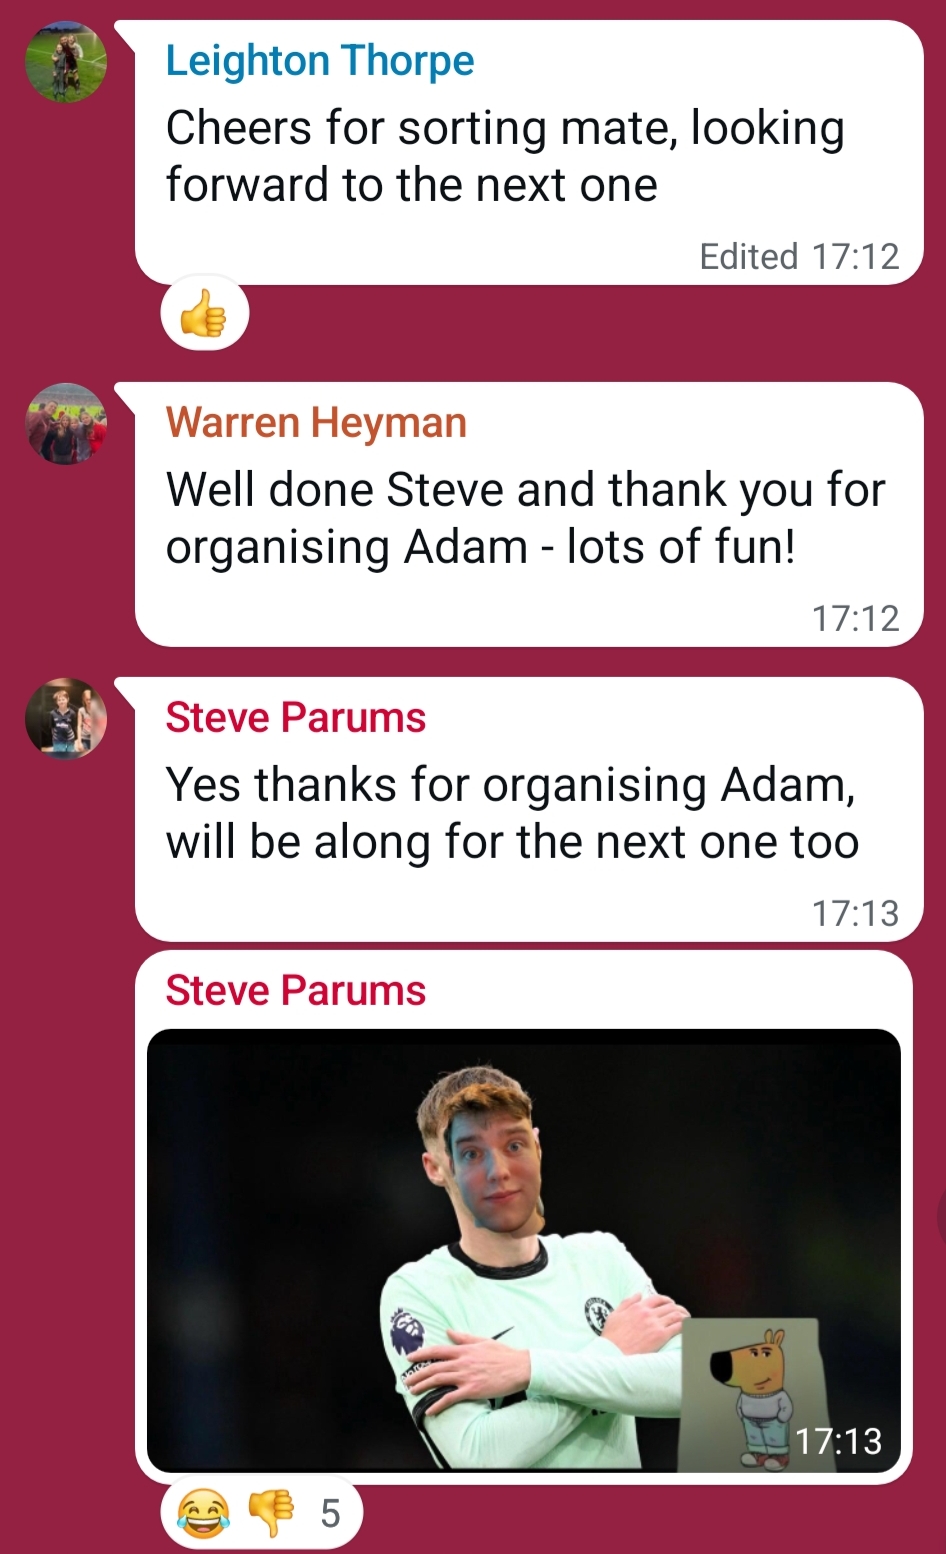 Leighton Thorpe
Cheers for sorting mate, looking
forward to the next one
Edited 17:12
Warren Heyman
Well done Steve and thank you for
organising Adam - lots of fun!
17:12
Steve Parums
Yes thanks for organising Adam,
will be along for the next one too
17:13
Steve Parums
17:13
5